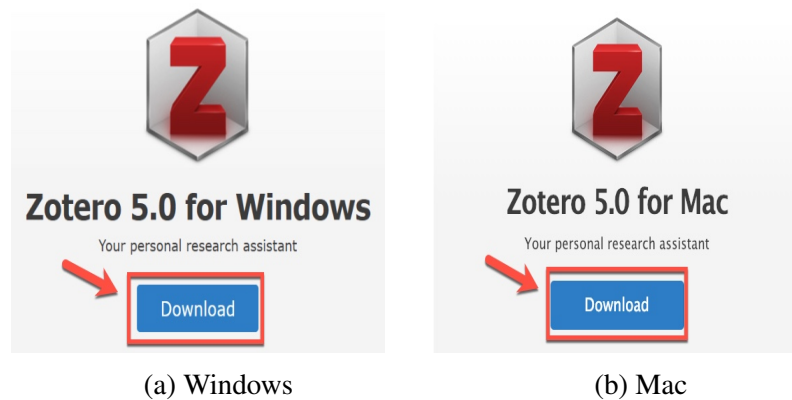 Z
Zotero 5.0 for Windows
Your personal research assistant
Download
(a) Windows
Z
Zotero 5.0 for Mac
Your personal research assistant
Download
(b) Mac